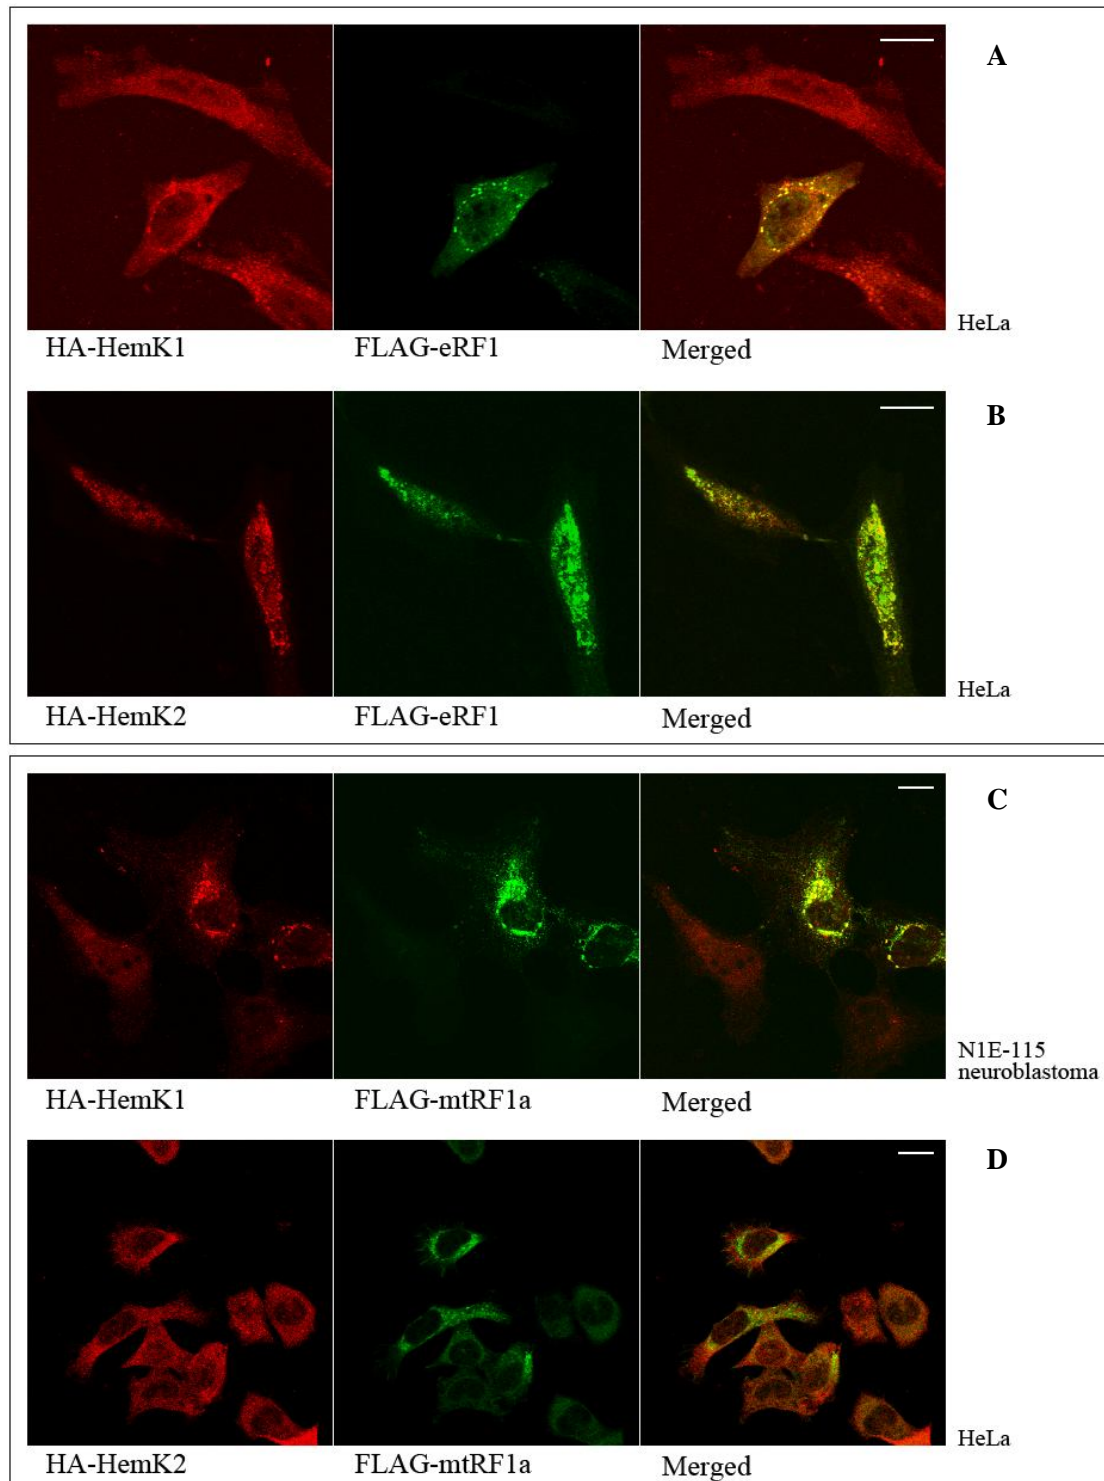 A
HeLa
HA-HemK1 FLAG-eRF1 Merged
B
HeLa
HA-HemK2 FLAG-eRF1 Merged
C
N1E-115
neuroblastoma
HA-HemK1 FLAG-mtRF1a Merged
D
HeLa
HA-HemK2 FLAG-mtRF1a Merged